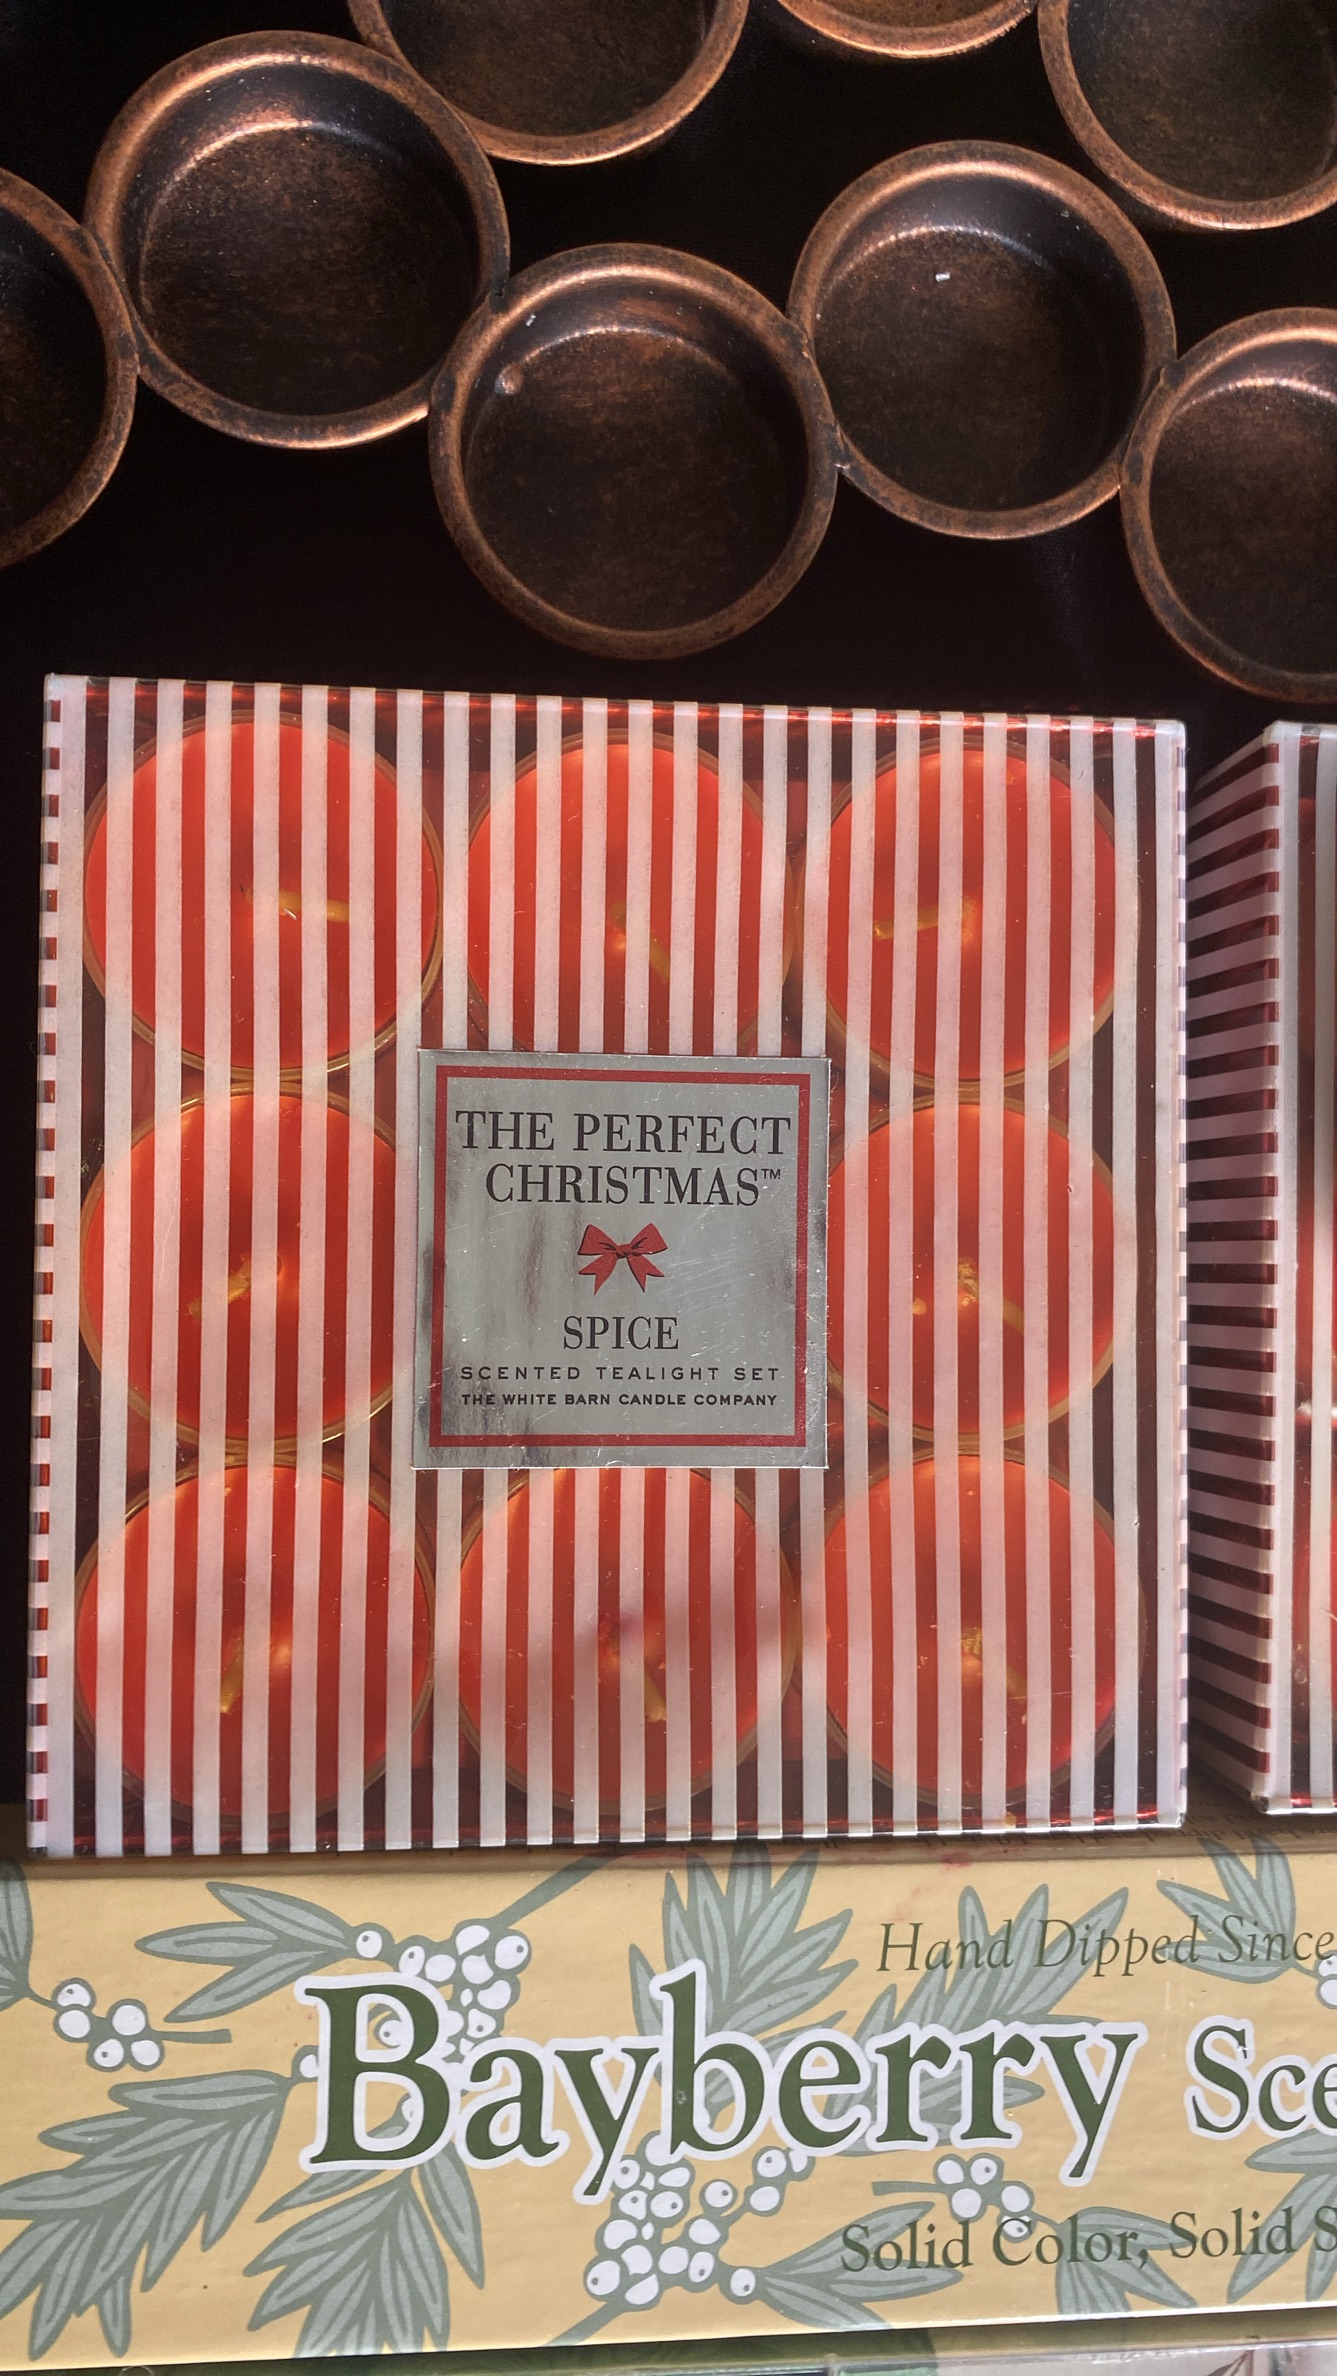 THE PERFECT
CHRISTMAS™
SPICE
SCENTED TEALIGHT SET
THE WHITE BARN CANDLE COMPANY
Hand Dipped Since
Bayberry
Solid Color, Solid